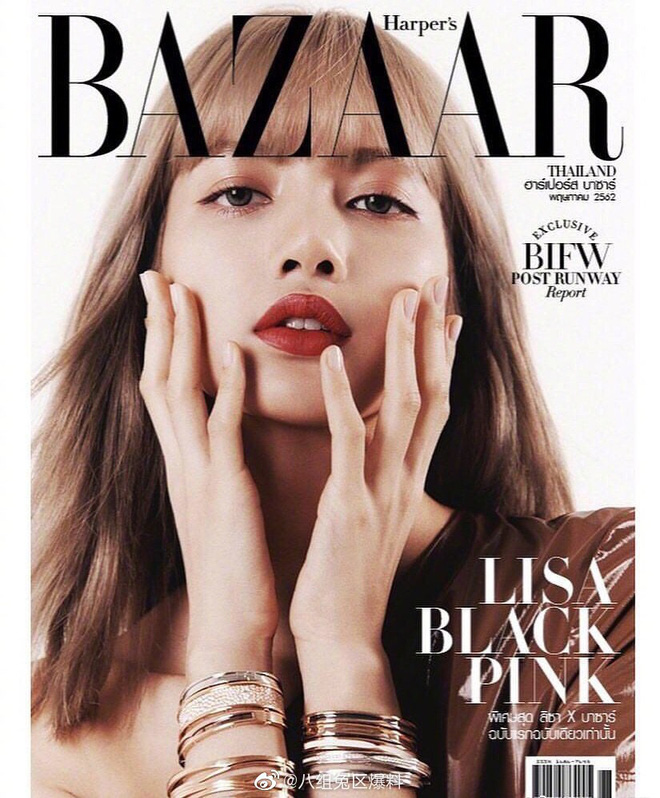 Harper's
BAZAAR
THAILAND
ฮาร์เปอร์ส บาซาร์
พฤษภาคม 2562
EXCLUSIVE
BIFW
POST RUNWAY
Report
LISA
BLACK
PINK
พิเศษสุด ลิซ่า X บาซาร์
ฉบับแรกฉบับเดียวเท่านั้น
@八组兔区爆料